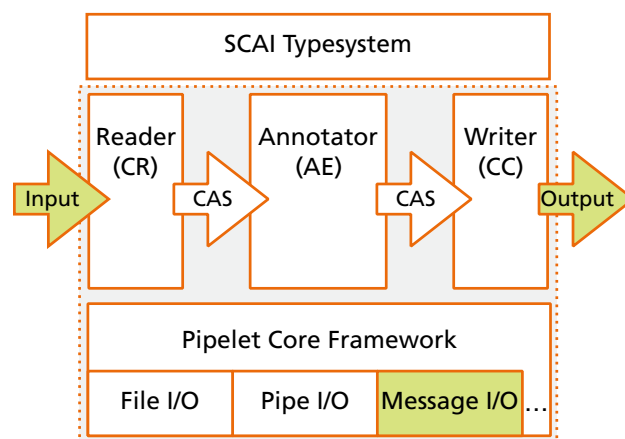 SCAI Typesystem
Reader
(CR)
Annotator
(AE)
Writer
(CC)
Input
CAS
CAS
Output
Pipelet Core Framework
File I/O
Pipe I/O
Message I/O
...